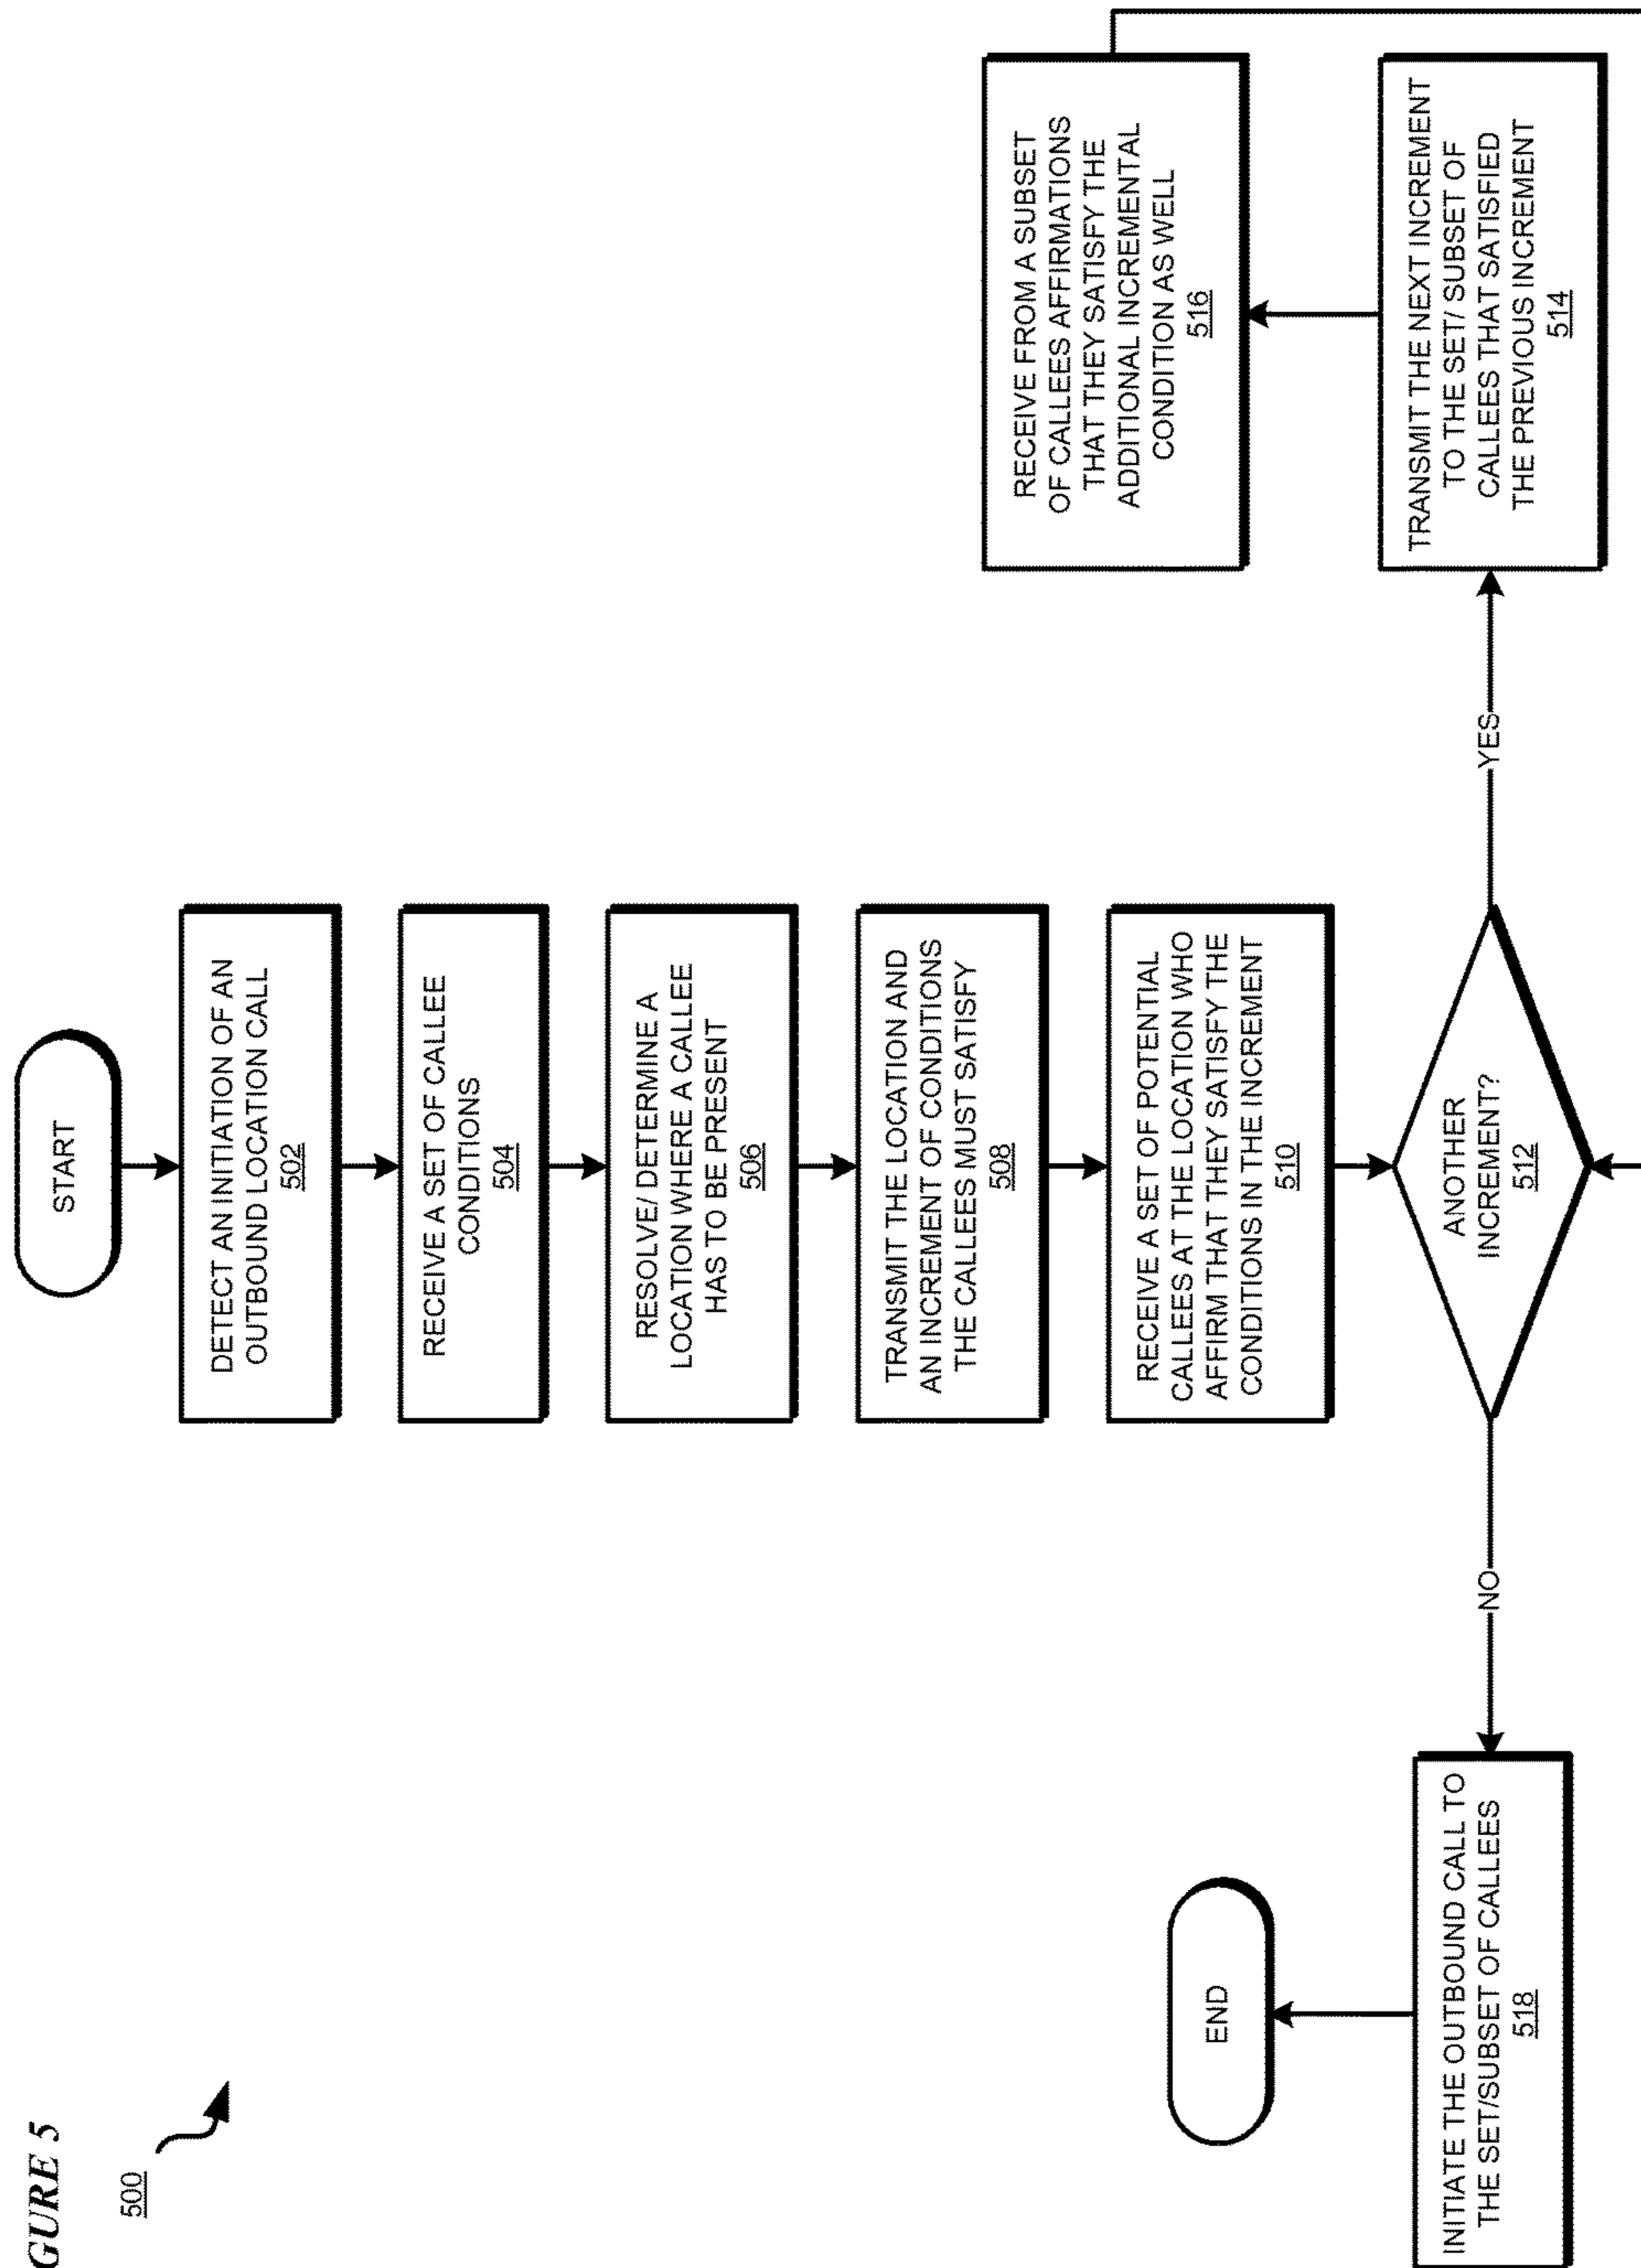 GURE 5
500
START
DETECT AN INITIATION OF AN
OUTBOUND LOCATION CALL
502
RECEIVE A SET OF CALLEE
CONDITIONS
504
RESOLVE/ DETERMINE A
LOCATION WHERE A CALLEE
HAS TO BE PRESENT
506
TRANSMIT THE LOCATION AND
AN INCREMENT OF CONDITIONS
THE CALLEES MUST SATISFY
508
RECEIVE A SET OF POTENTIAL
CALLEES AT THE LOCATION WHO
AFFIRM THAT THEY SATISFY THE
CONDITIONS IN THE INCREMENT
510
ANOTHER
INCREMENT?
512
YES
TRANSMIT THE NEXT INCREMENT
TO THE SET/ SUBSET OF
CALLEES THAT SATISFIED
THE PREVIOUS INCREMENT
514
RECEIVE FROM A SUBSET
OF CALLEES AFFIRMATIONS
THAT THEY SATISFY THE
ADDITIONAL INCREMENTAL
CONDITION AS WELL
516
NO
INITIATE THE OUTBOUND CALL TO
THE SET/SUBSET OF CALLEES
518
END